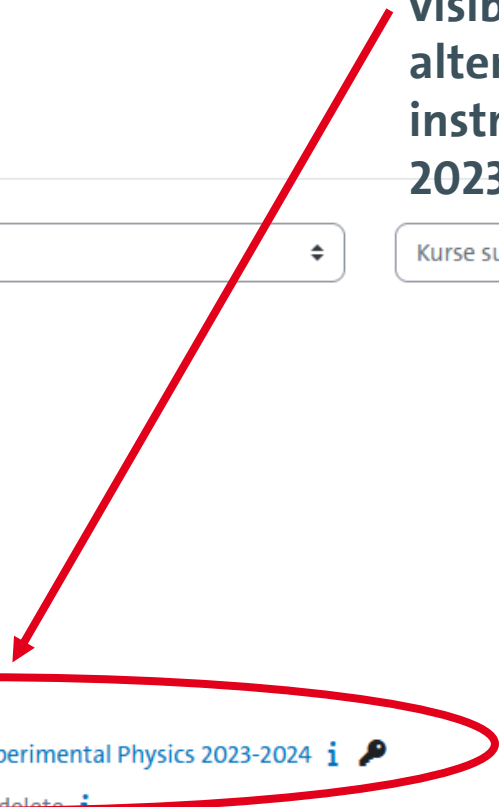 visib
alter
instr
2023
Kurse su
perimental Physics 2023-2024 i
delete i